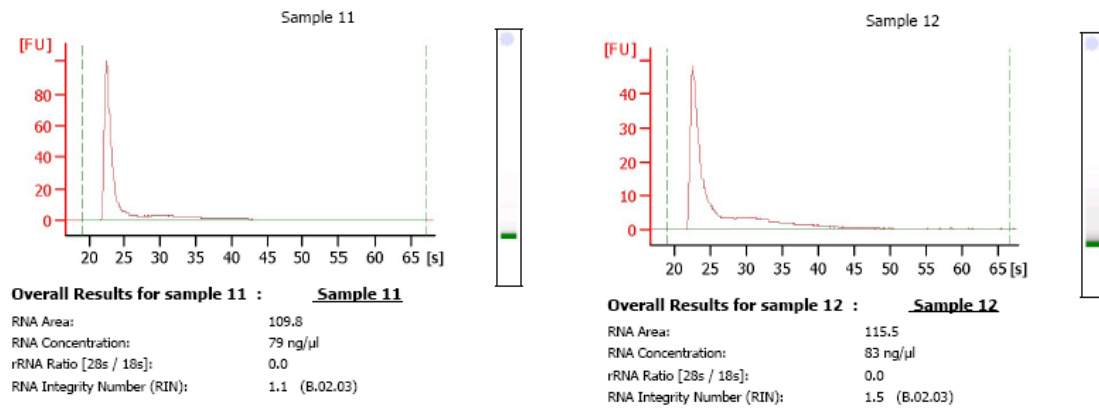 Sample 11
[FU]
80
60
40
20
0
20 25 30 35 40 45 50 55 60 65 [s]
Overall Results for sample 11 : Sample 11
RNA Area: 109.8
RNA Concentration: 79 ng/µl
rRNA Ratio [28s / 18s]: 0.0
RNA Integrity Number (RIN): 1.1 (B.02.03)
Sample 12
[FU]
40
30
20
10
0
20 25 30 35 40 45 50 55 60 65 [s]
Overall Results for sample 12 : Sample 12
RNA Area: 115.5
RNA Concentration: 83 ng/µl
rRNA Ratio [28s / 18s]: 0.0
RNA Integrity Number (RIN): 1.5 (B.02.03)